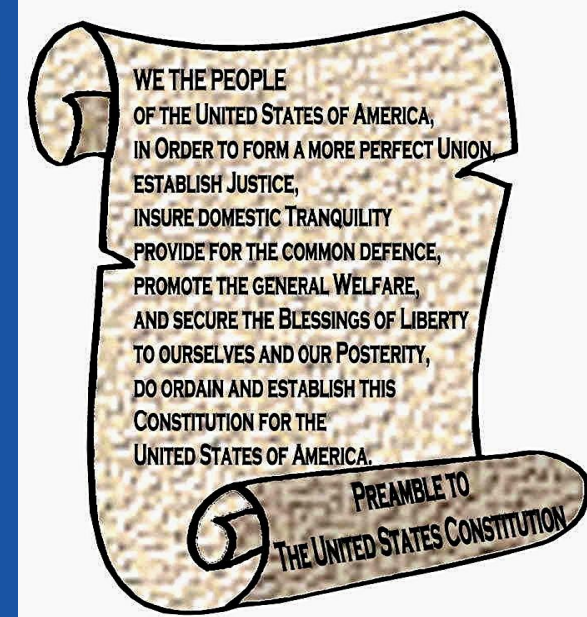 WE THE PEOPLE
OF THE UNITED STATES OF AMERICA,
IN ORDER TO FORM A MORE PERFECT UNION,
ESTABLISH JUSTICE,
INSURE DOMESTIC TRANQUILITY
PROVIDE FOR THE COMMON DEFENCE,
PROMOTE THE GENERAL WELFARE,
AND SECURE THE BLESSINGS OF LIBERTY
TO OURSELVES AND OUR POSTERITY,
DO ORDAIN AND ESTABLISH THIS
CONSTITUTION FOR THE
UNITED STATES OF AMERICA.
PREAMBLE TO
THE UNITED STATES CONSTITUTION